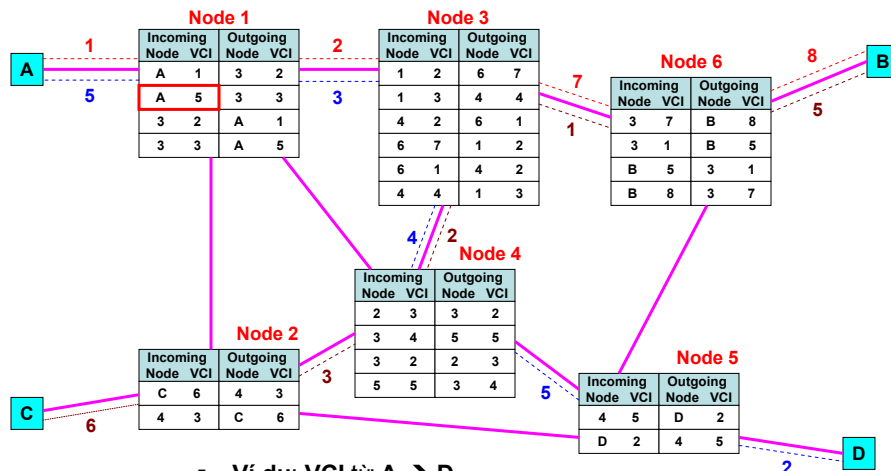 Node 1
Incoming Outgoing
Node VCI Node VCI
A 1 3 2
A 5 3 3
3 2 A 1
3 3 A 5
Node 3
Incoming Outgoing
Node VCI Node VCI
1 2 6 7
1 3 4 4
4 2 6 1
6 7 1 2
6 1 4 2
4 4 1 3
Node 6
Incoming Outgoing
Node VCI Node VCI
3 7 B 8
3 1 B 5
B 5 3 1
B 8 3 7
A
1
5
2
3
7
1
8
5
B
4
2
Node 4
Incoming Outgoing
Node VCI Node VCI
2 3 3 2
3 4 5 5
3 2 2 3
5 5 3 4
Node 2
Incoming Outgoing
Node VCI Node VCI
C 6 4 3
4 3 C 6
3
5
Node 5
Incoming Outgoing
Node VCI Node VCI
4 5 D 2
D 2 4 5
C
6
D
2
Ví dụ: VCI từ A → D